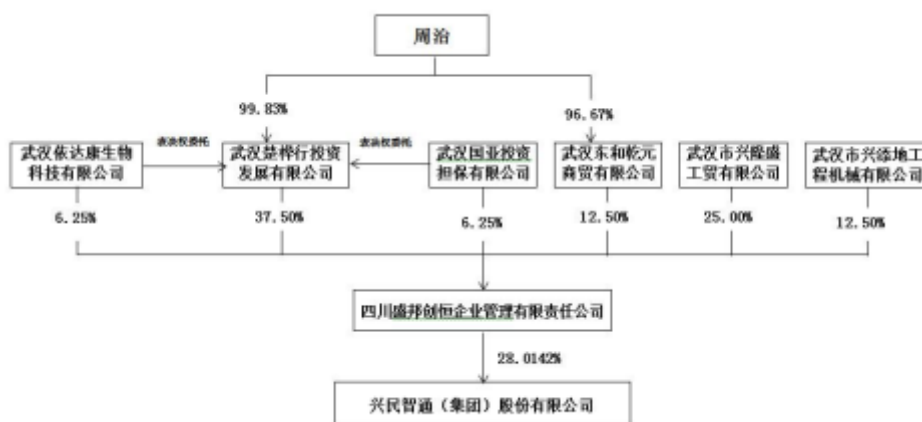 周治
99.83%
96.67%
表决权委托
表决权委托
武汉依达康生物
科技有限公司
武汉楚桦行投资
发展有限公司
武汉国业投资
担保有限公司
武汉东和乾元
商贸有限公司
武汉市兴隆盛
工贸有限公司
武汉市兴添地工
程机械有限公司
6.25%
37.50%
6.25%
12.50%
25.00%
12.50%
四川盛邦创恒企业管理有限责任公司
28.0142%
兴民智通（集团）股份有限公司